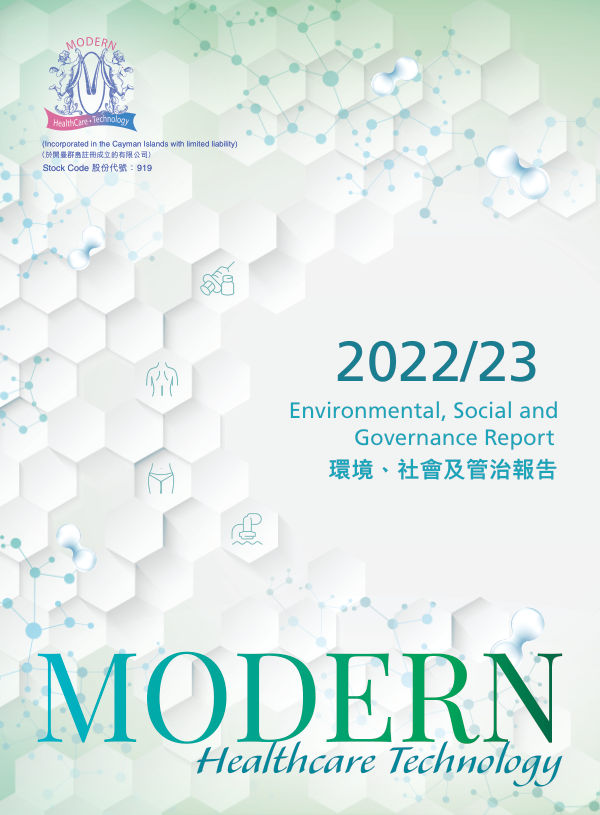 MODERN
HealthCare • Technology
(Incorporated in the Cayman Islands with limited liability)
(於開曼群島註冊成立的有限公司)
Stock Code 股份代號：919
2022/23
Environmental, Social and
Governance Report
環境、社會及管治報告
MODERN
Healthcare Technology